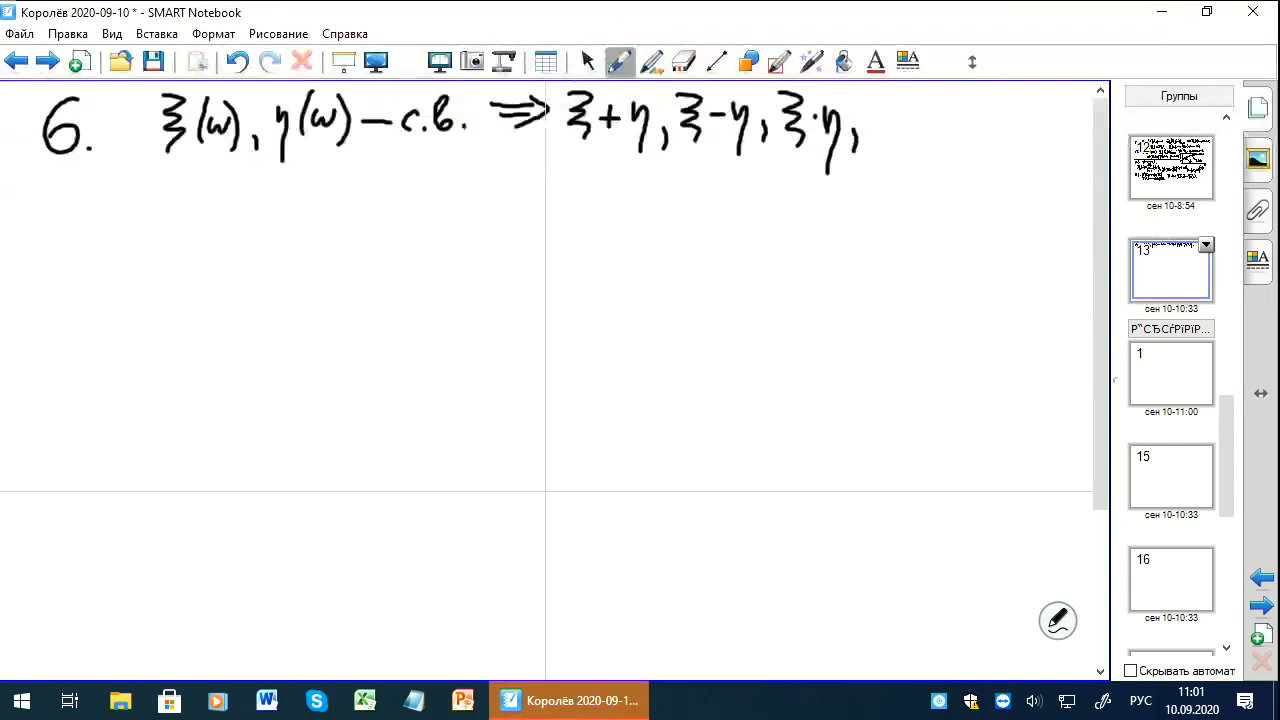 Королёв 2020-09-10 * - SMART Notebook
Файл Правка Вид Вставка Формат Рисование Справка
6. ξ(ω), η(ω) — с.в. ⇒ ξ+η, ξ-η, ξ·η,
Группы
12
сен 10-8:54
13
сен 10-10:33
Р“СЂСѓРїРїР...
1
сен 10-11:00
15
сен 10-10:33
16
сен 10-10:33
Скрывать автомат
Королёв 2020-09-1...
РУС
11:01
10.09.2020